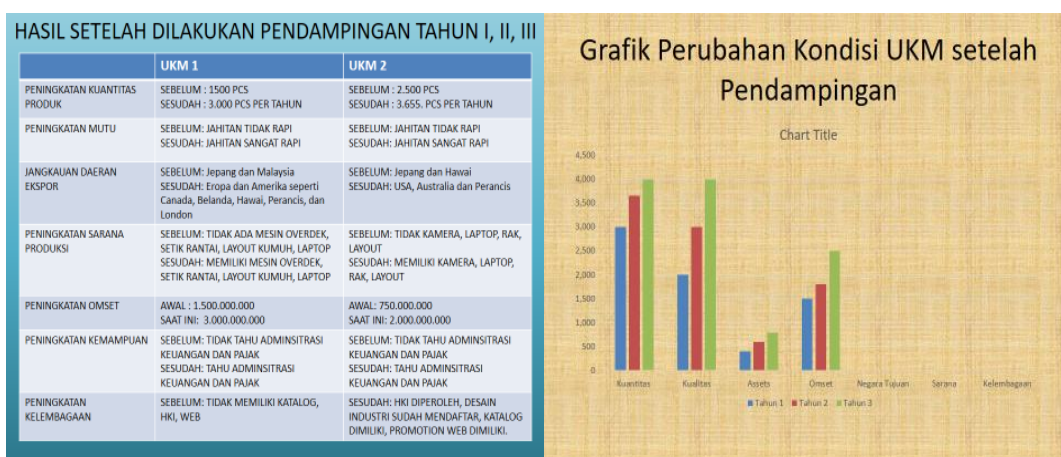 HASIL SETELAH DILAKUKAN PENDAMPINGAN TAHUN I, II, III
UKM 1
UKM 2
PENINGKATAN KUANTITAS
PRODUK
SEBELUM : 1500 PCS
SESUDAH : 3.000 PCS PER TAHUN
SEBELUM : 2.500 PCS
SESUDAH : 3.655. PCS PER TAHUN
PENINGKATAN MUTU
SEBELUM: JAHITAN TIDAK RAPI
SESUDAH: JAHITAN SANGAT RAPI
SEBELUM: JAHITAN TIDAK RAPI
SESUDAH: JAHITAN SANGAT RAPI
JANGKAUAN DAERAN
EKSPOR
SEBELUM: Jepang dan Malaysia
SESUDAH: Eropa dan Amerika seperti
Canada, Belanda, Hawai, Perancis, dan
London
SEBELUM: Jepang dan Hawai
SESUDAH: USA, Australia dan Perancis
PENINGKATAN SARANA
PRODUKSI
SEBELUM: TIDAK ADA MESIN OVERDEK,
SETIK RANTAI, LAYOUT KUMUH, LAPTOP
SESUDAH: MEMILIKI MESIN OVERDEK,
SETIK RANTAI, LAYOUT KUMUH, LAPTOP
SEBELUM: TIDAK KAMERA, LAPTOP, RAK,
LAYOUT
SESUDAH: MEMILIKI KAMERA, LAPTOP,
RAK, LAYOUT
PENINGKATAN OMSET
AWAL : 1.500.000.000
SAAT INI: 3.000.000.000
AWAL: 750.000.000
SAAT INI: 2.000.000.000
PENINGKATAN KEMAMPUAN
SEBELUM: TIDAK TAHU ADMINSITRASI
KEUANGAN DAN PAJAK
SESUDAH: TAHU ADMINSITRASI
KEUANGAN DAN PAJAK
SEBELUM: TIDAK TAHU ADMINSITRASI
KEUANGAN DAN PAJAK
SESUDAH: TAHU ADMINSITRASI
KEUANGAN DAN PAJAK
PENINGKATAN
KELEMBAGAAN
SEBELUM: TIDAK MEMILIKI KATALOG,
HKI, WEB
SESUDAH: HKI DIPEROLEH, DESAIN
INDUSTRI SUDAH MENDAFTAR, KATALOG
DIMILIKI, PROMOTION WEB DIMILIKI.
Grafik Perubahan Kondisi UKM setelah
Pendampingan
Chart Title
4,500
4,000
3,500
3,000
2,500
2,000
1,500
1,000
500
0
Kuantitas Kualitas Assets Omset Negara Tujuan Sarana Kelembagaan
Tahun 1 Tahun 2 Tahun 3